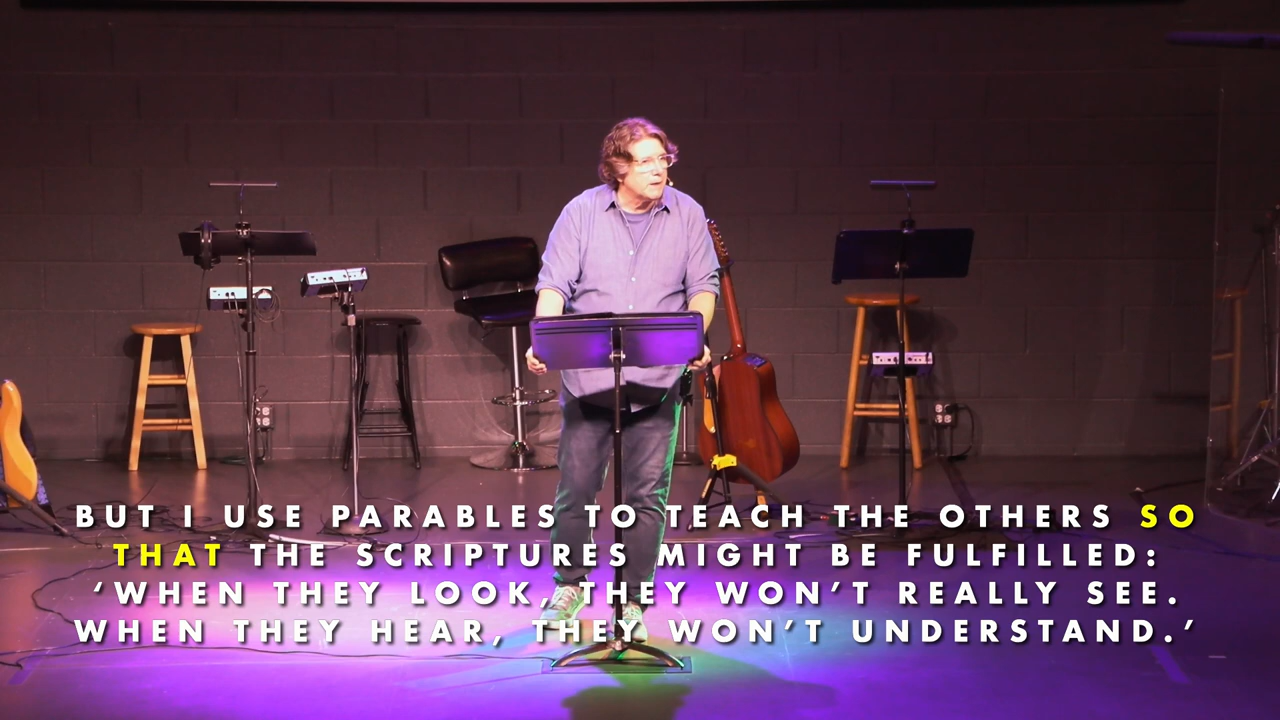 BUT I USE PARABLES TO TEACH THE OTHERS SO
THAT THE SCRIPTURES MIGHT BE FULFILLED:
‘WHEN THEY LOOK, THEY WON’T REALLY SEE.
WHEN THEY HEAR, THEY WON’T UNDERSTAND.’